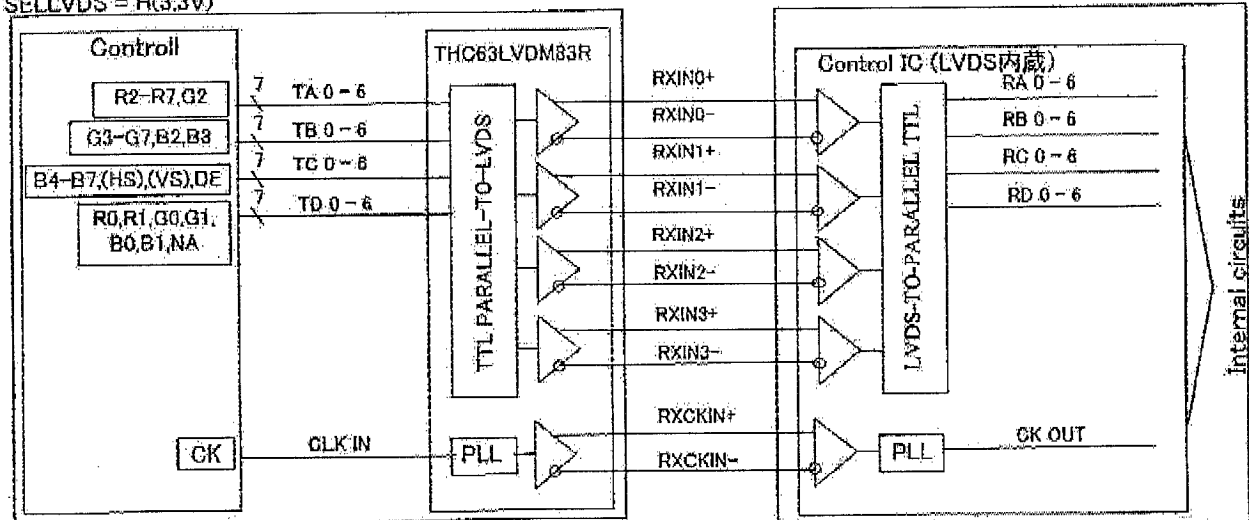 SELLVDS = H(3.3V)
Controll
THC63LVDM83R
Control IC (LVDS内蔵)
R2-R7,G2
7
TA 0-6
RXIN0+
RA 0-6
G3-G7,B2,B3
7
TB 0-6
RXIN0-
RB 0-6
B4-B7,(HS),(VS),DE
7
TC 0-6
RXIN1+
RC 0-6
R0,R1,G0,G1,
B0,B1,NA
7
TD 0-6
RXIN1-
RD 0-6
TTL PARALLEL-TO-LVDS
RXIN2+
RXIN2-
RXIN3+
RXIN3-
LVDS-TO-PARALLEL TTL
Internal circuits
CK
CLK IN
PLL
RXCKIN+
RXCKIN-
PLL
CK OUT